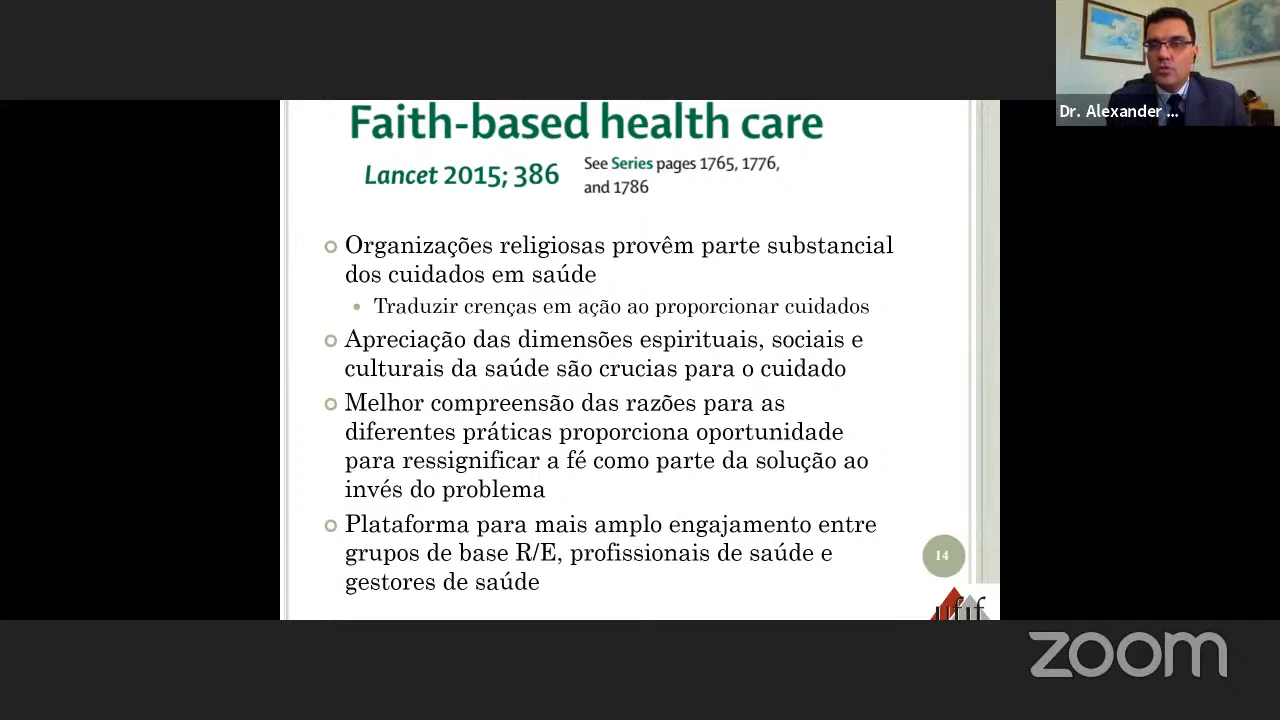 Dr. Alexander ...
Faith-based health care
Lancet 2015; 386
See Series pages 1765, 1776,
and 1786
Organizações religiosas provêm parte substancial
dos cuidados em saúde
Traduzir crenças em ação ao proporcionar cuidados
Apreciação das dimensões espirituais, sociais e
culturais da saúde são crucias para o cuidado
Melhor compreensão das razões para as
diferentes práticas proporciona oportunidade
para ressignificar a fé como parte da solução ao
invés do problema
Plataforma para mais amplo engajamento entre
grupos de base R/E, profissionais de saúde e
gestores de saúde
14
ufjf
zoom